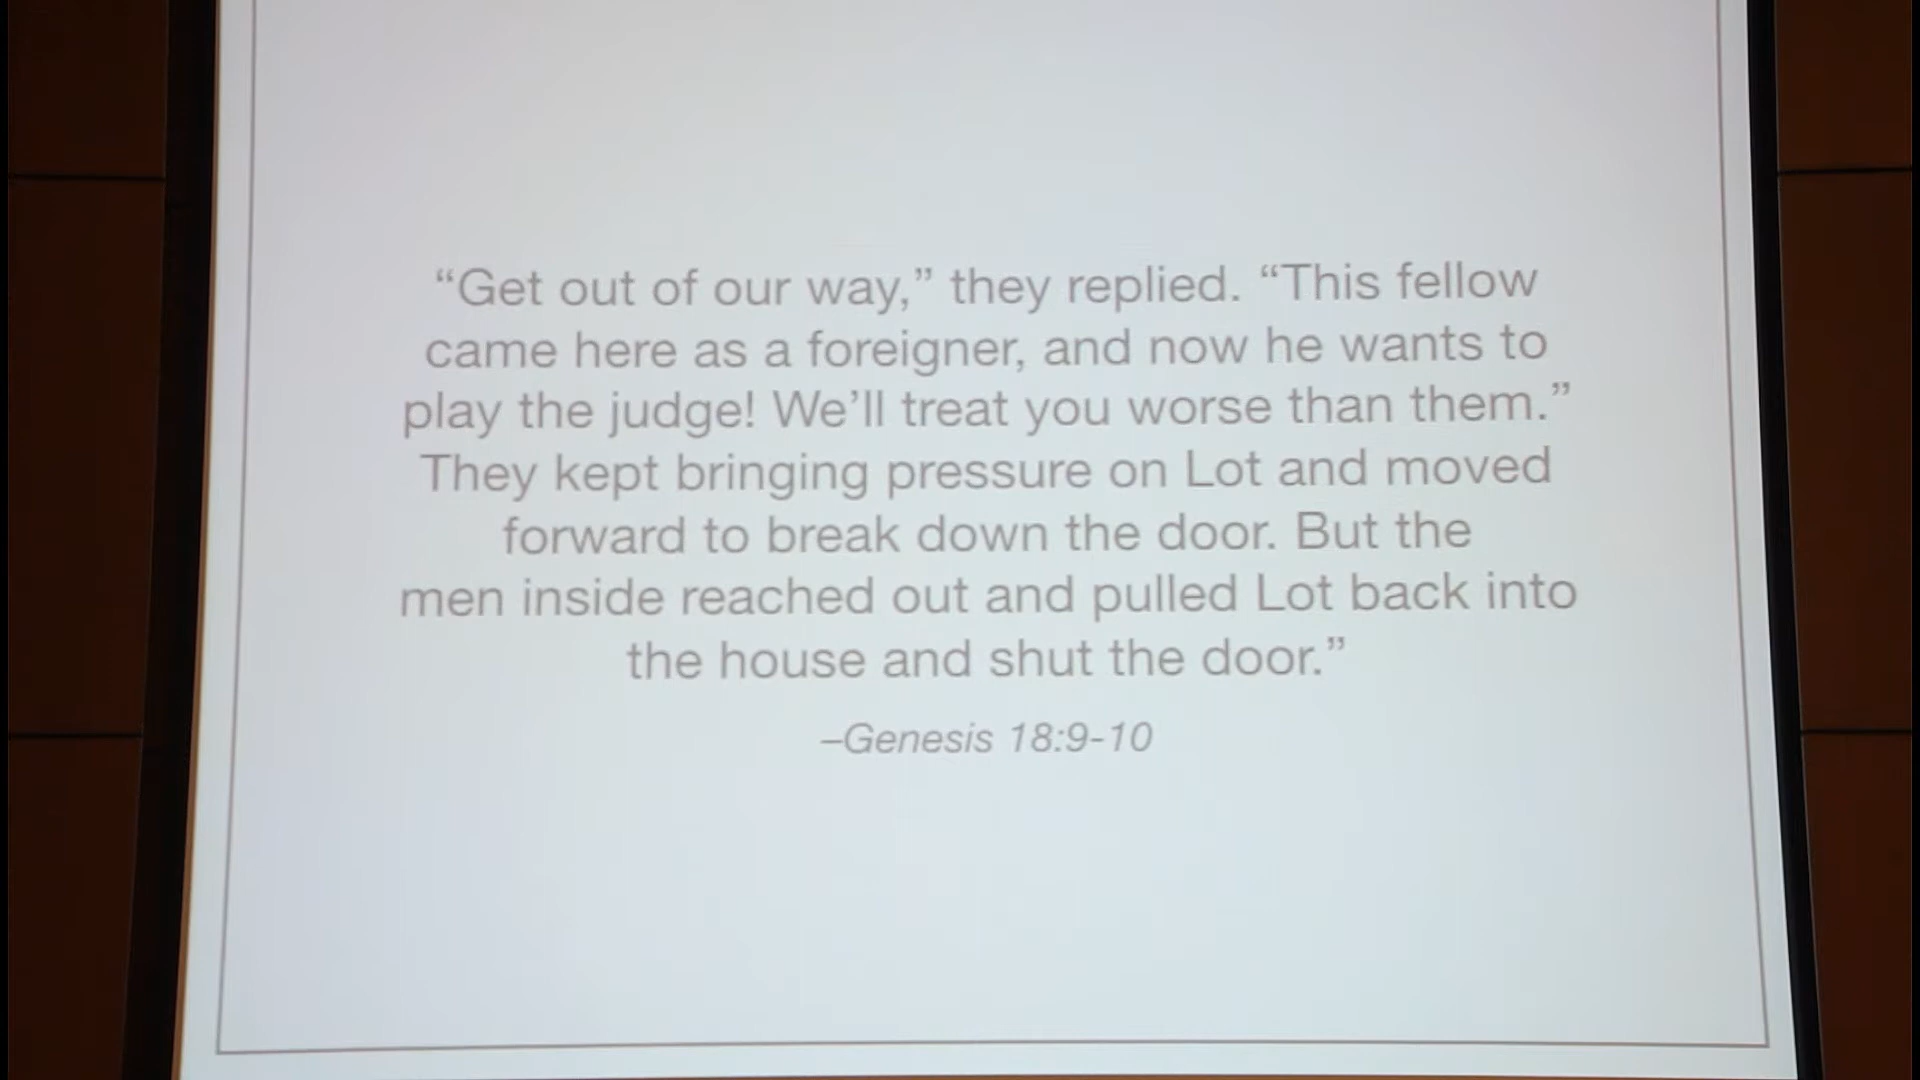 “Get out of our way,” they replied. “This fellow
came here as a foreigner, and now he wants to
play the judge! We’ll treat you worse than them.”
They kept bringing pressure on Lot and moved
forward to break down the door. But the
men inside reached out and pulled Lot back into
the house and shut the door.”
–Genesis 18:9-10